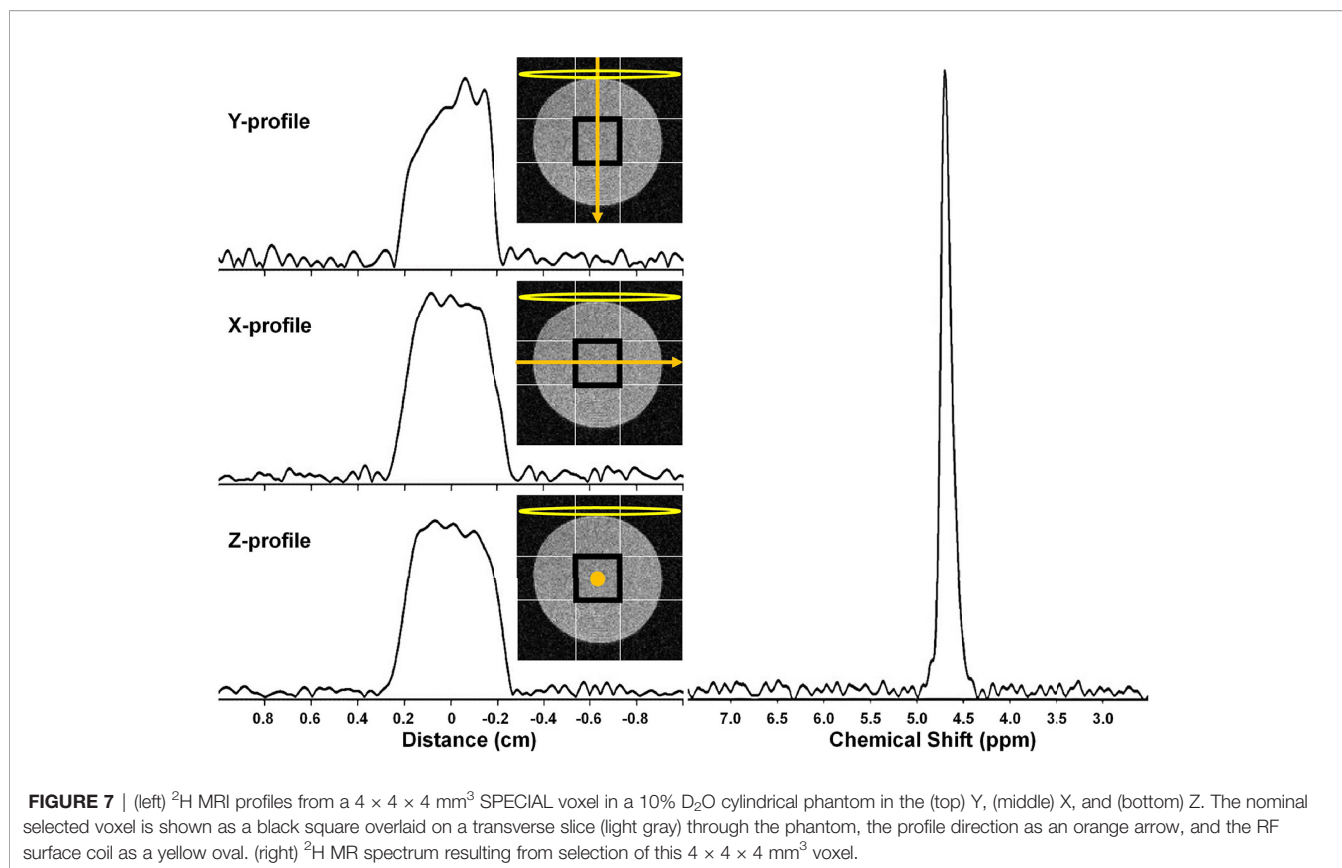 Y-profile
X-profile
Z-profile
0.8 0.6 0.4 0.2 0 -0.2 -0.4 -0.6 -0.8
Distance (cm)
7.0 6.5 6.0 5.5 5.0 4.5 4.0 3.5 3.0
Chemical Shift (ppm)
FIGURE 7 | (left) ²H MRI profiles from a 4 × 4 × 4 mm³ SPECIAL voxel in a 10% D₂O cylindrical phantom in the (top) Y, (middle) X, and (bottom) Z. The nominal
selected voxel is shown as a black square overlaid on a transverse slice (light gray) through the phantom, the profile direction as an orange arrow, and the RF
surface coil as a yellow oval. (right) ²H MR spectrum resulting from selection of this 4 × 4 × 4 mm³ voxel.